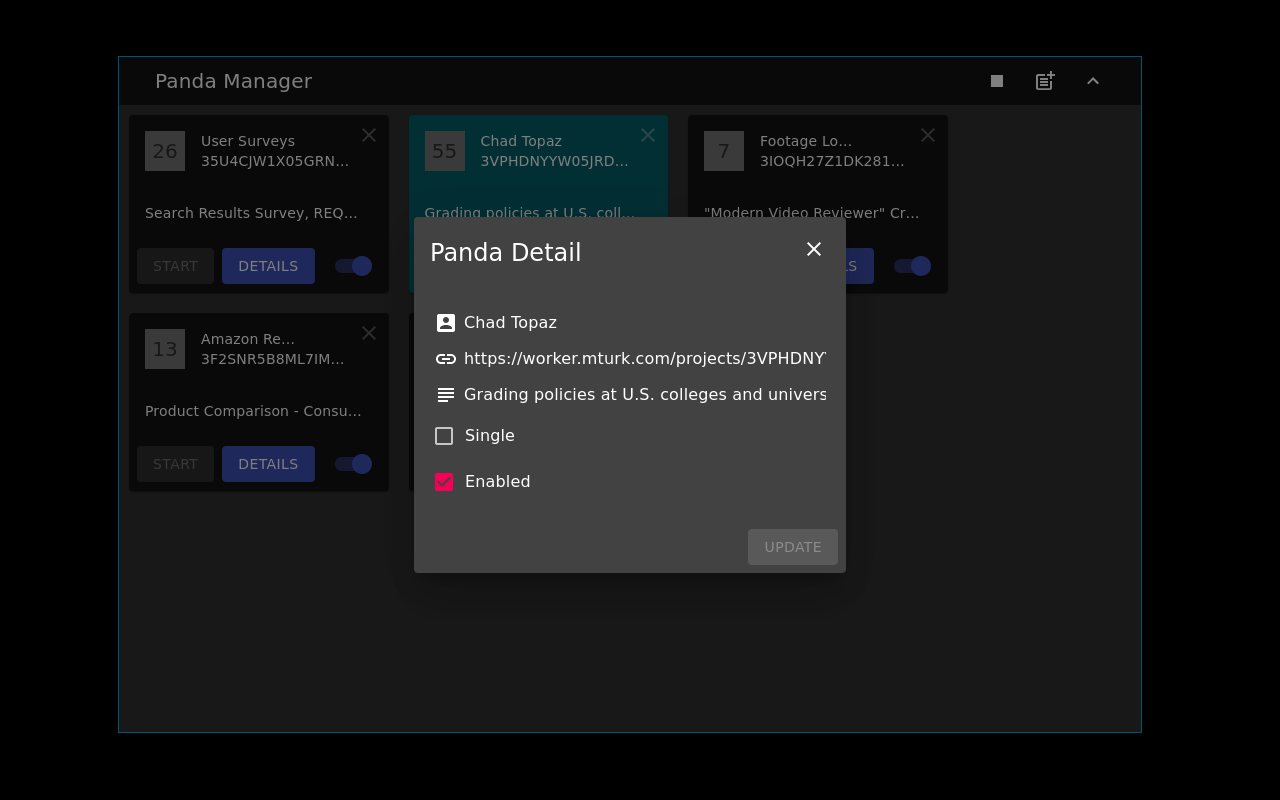 Panda Manager
26
User Surveys
35U4CJW1X05GRN...
Search Results Survey, REQ...
START
DETAILS
55
Chad Topaz
3VPHDNYYW05JRD...
Grading policies at U.S. coll...
7
Footage Lo...
3IOQH27Z1DK281...
"Modern Video Reviewer" Cr...
LS
13
Amazon Re...
3F2SNR5B8ML7IM...
Product Comparison - Consu...
START
DETAILS
Panda Detail
Chad Topaz
https://worker.mturk.com/projects/3VPHDNY
Grading policies at U.S. colleges and univers
Single
Enabled
UPDATE